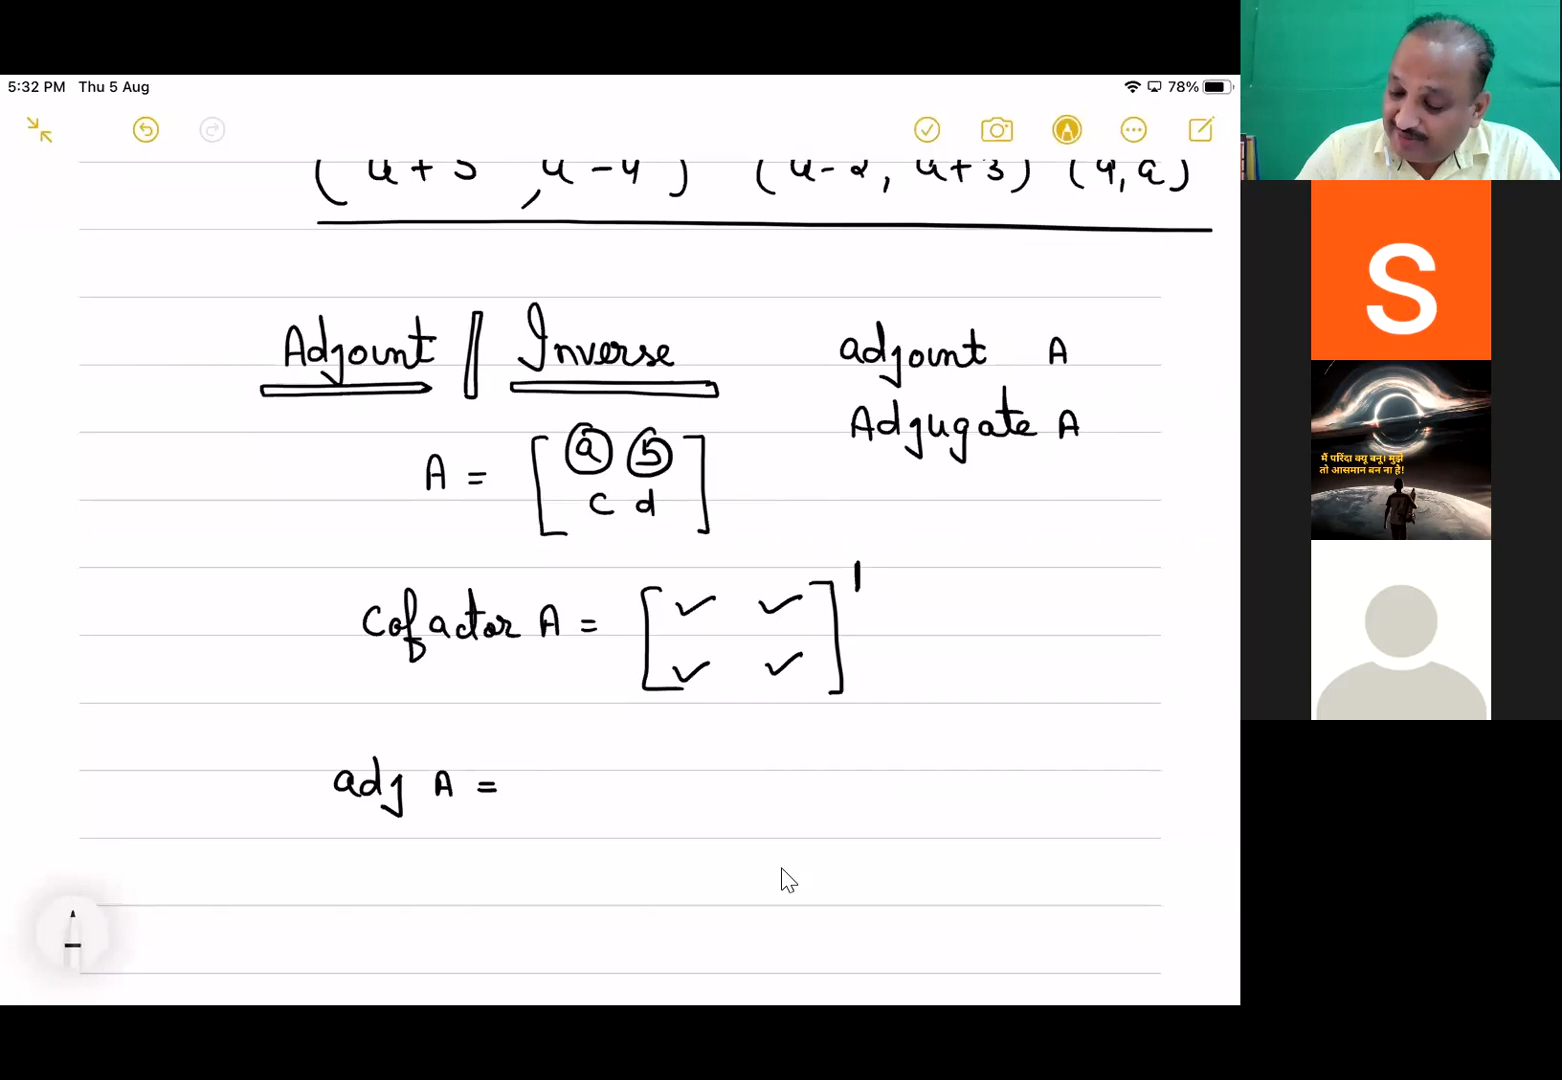 5:32 PM Thu 5 Aug 78%
Adjoint Inverse
adjoint A
Adjugate A
A = [ a b
c d ]
Cofactor A = [ ✓ ✓
✓ ✓ ] '
adj A =
S
मैं परिंदा क्यू बनू! मुझे
तो आसमान बन ना है!